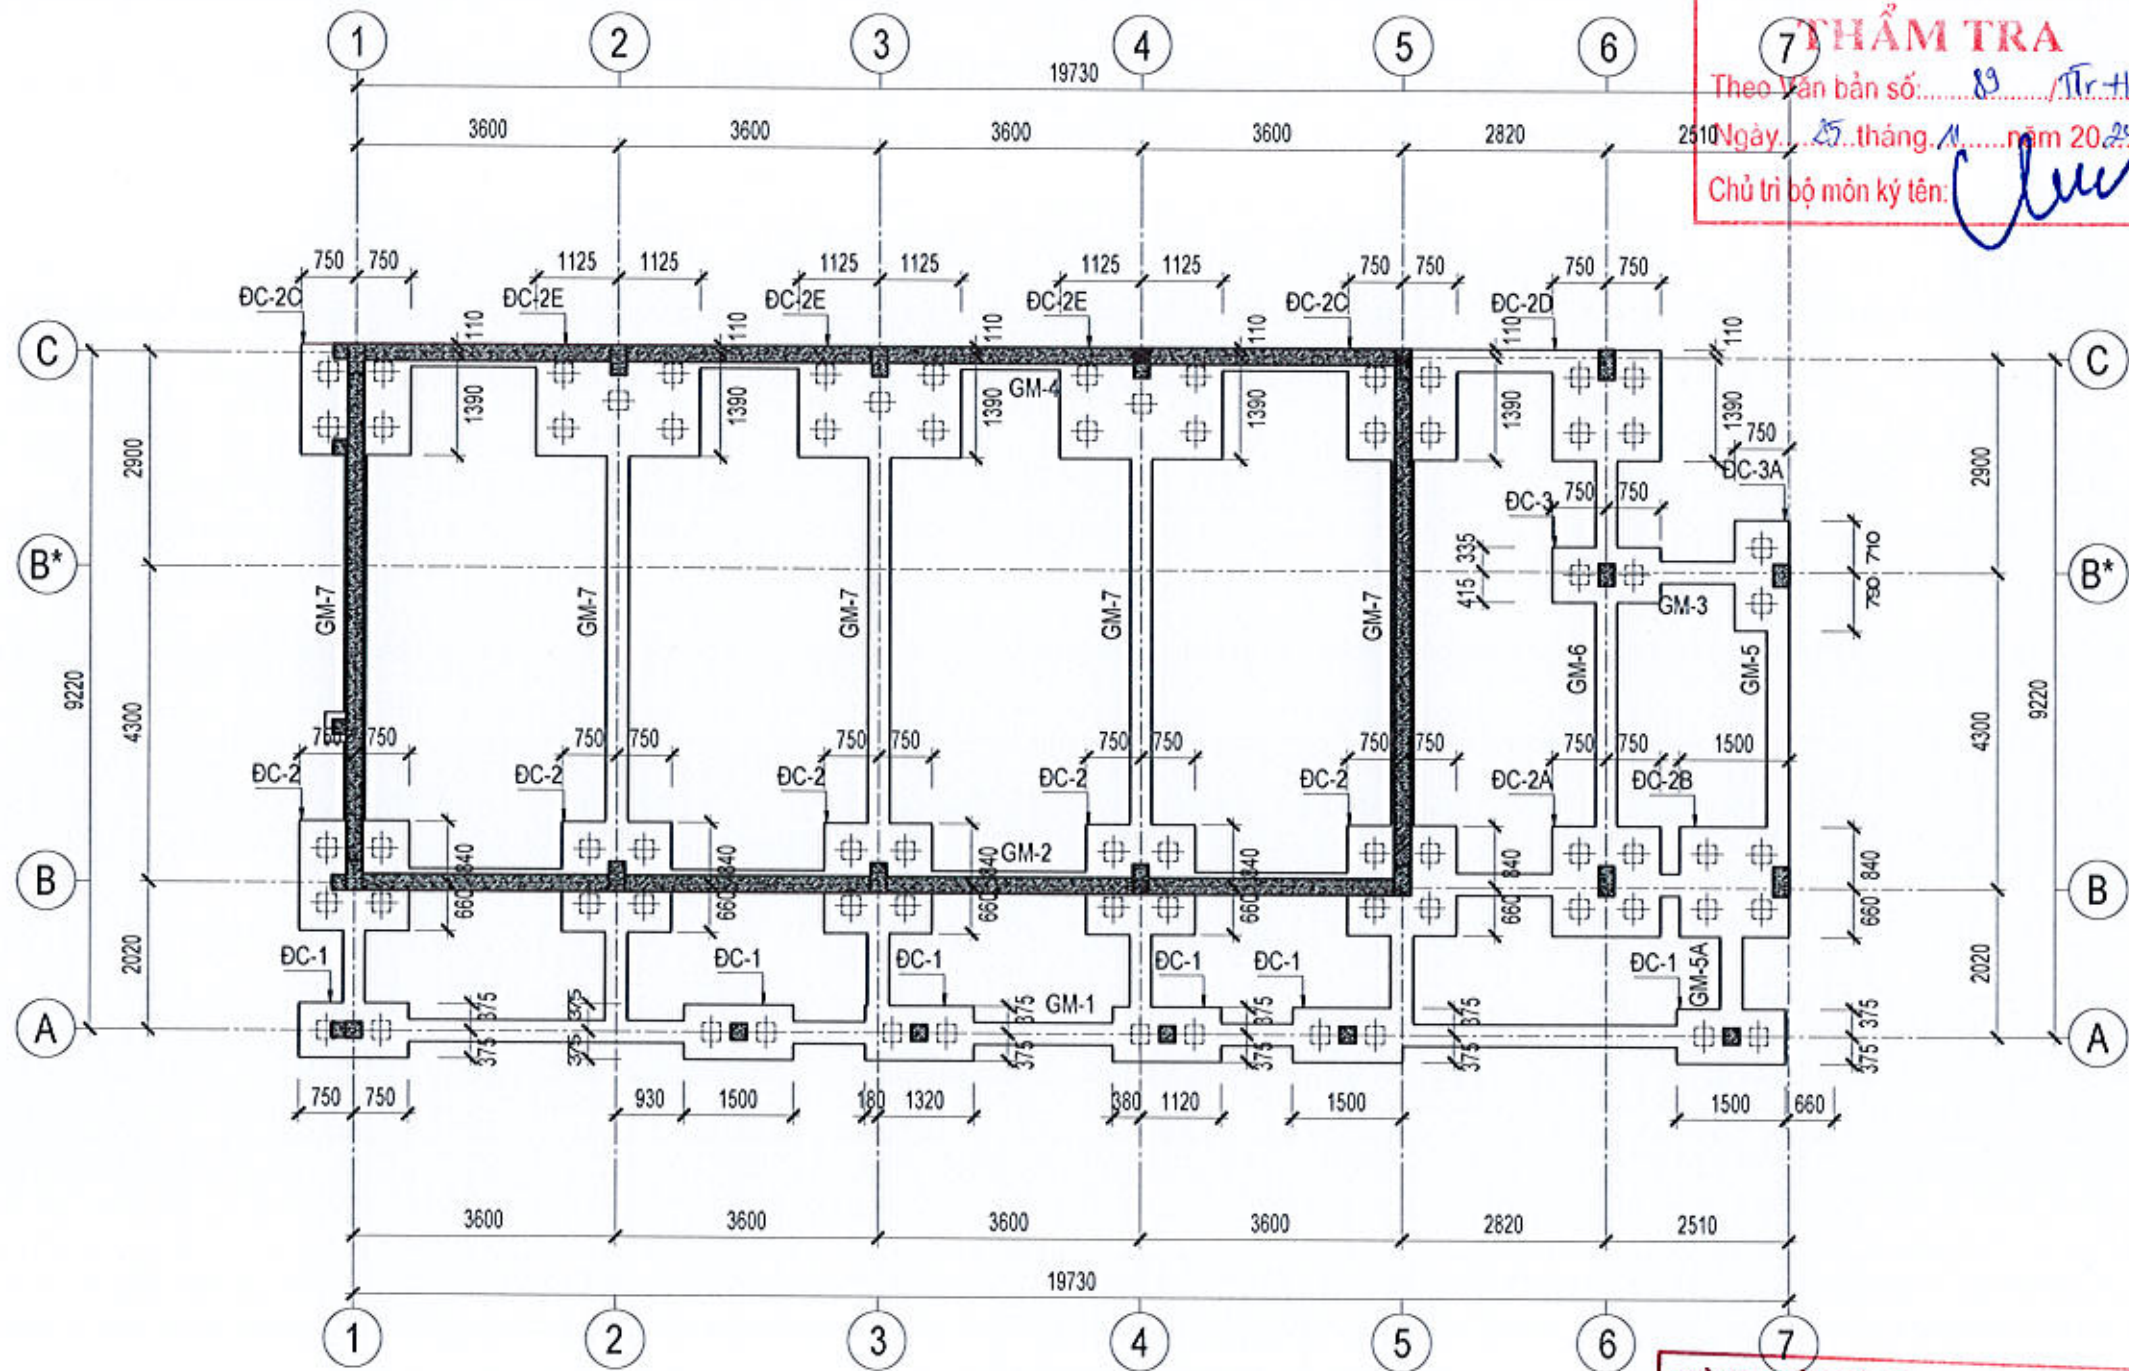 1 2 3 4 5 6 7
THẨM TRA
Theo Văn bản số:..... 89 ...../TTr-H
Ngày.....25..tháng..11.....năm 20
Chủ trì bộ môn ký tên:
19730
3600 3600 3600 3600 2820 2510
750 750 1125 1125 1125 1125 1125 1125 750 750 750 750
ĐC-2C ĐC-2E ĐC-2E ĐC-2E ĐC-2C ĐC-2D
110 110 110 110 110 110
C C
GM-4
1390 1390 1390 1390 1390 1390
750
2900 2900
ĐC-3A
ĐC-3 750 750
335 710
B* B*
415 790
GM-3
GM-7 GM-7 GM-7 GM-7 GM-7 GM-6 GM-5
9220 4300 4300 9220
750 750 750 750 750 750 750 750 750 750 750 750 1500
ĐC-2 ĐC-2 ĐC-2 ĐC-2 ĐC-2 ĐC-2A ĐC-2B
840 840 840 GM-2 840 840 840
B B
660 660 660 660 660 660
2020 2020
ĐC-1 ĐC-1 ĐC-1 ĐC-1 ĐC-1 ĐC-1 GM-5A
GM-1
375 375 375 375 375 375
A A
375 375 375 375 375 375
750 750 930 1500 180 1320 380 1120 1500 1500 660
3600 3600 3600 3600 2820 2510
19730
1 2 3 4 5 6 7